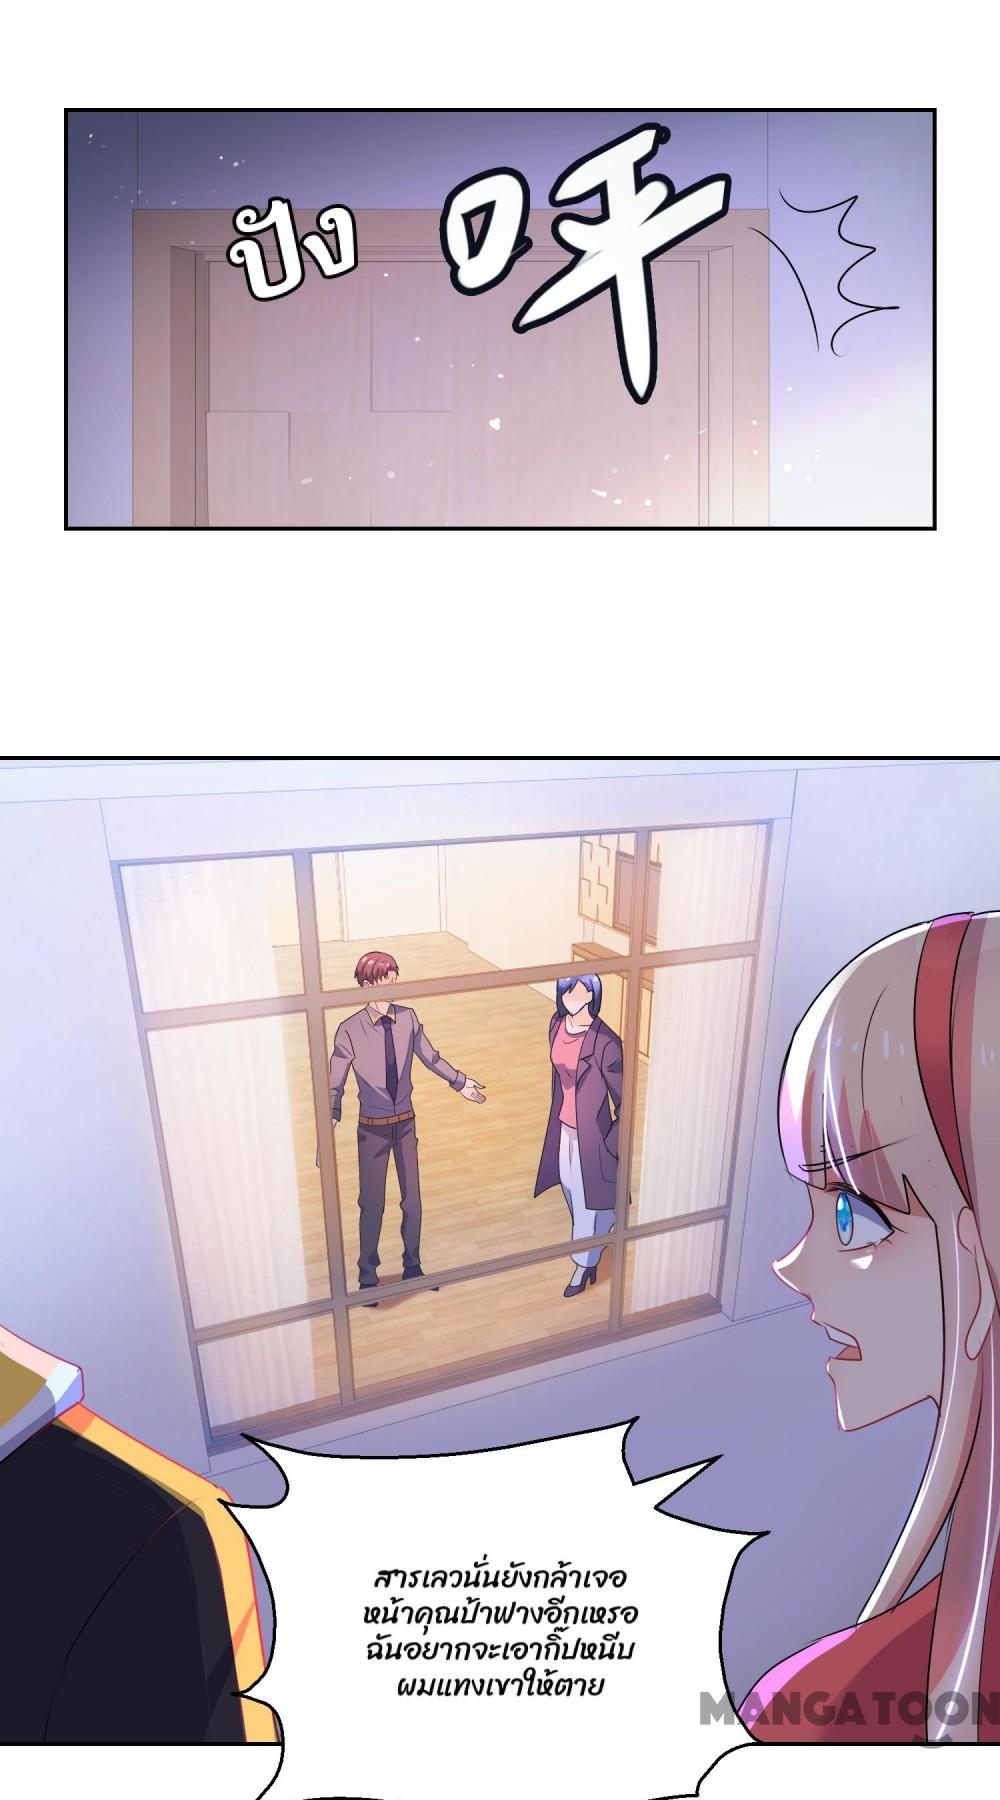 ปัง
呯
สารเลวนั่นยังกล้าเจอ
หน้าคุณป้าฟางอีกเหรอ
ฉันอยากจะเอากิ๊ปหนีบ
ผมแทงเขาให้ตาย
MANGATOON